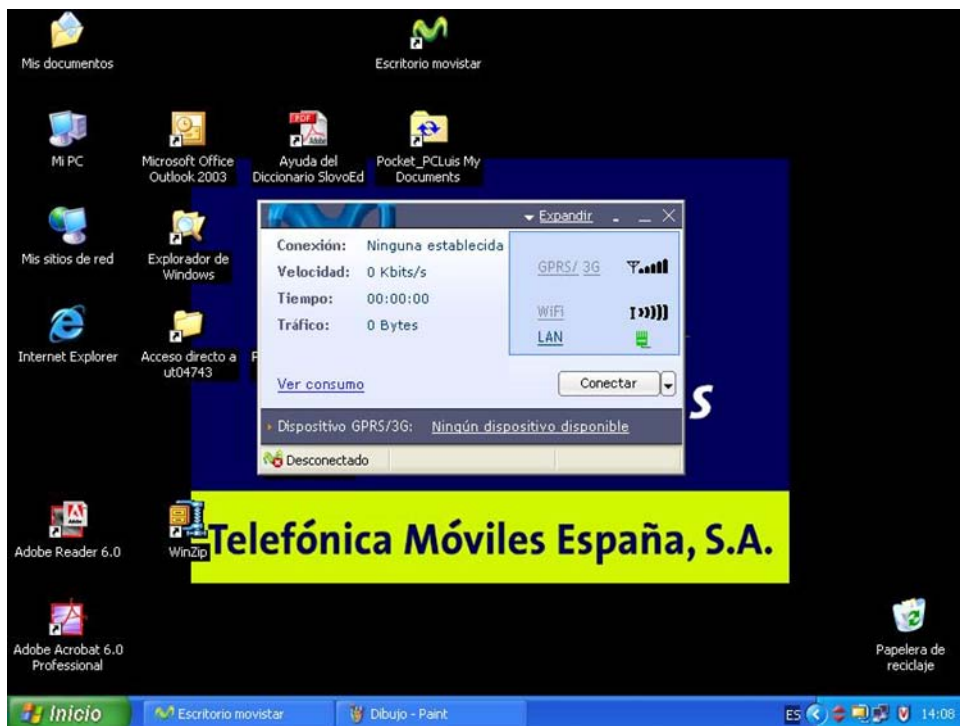 Mis documentos
Escritorio movistar
Mi PC
Microsoft Office
Outlook 2003
Ayuda del
Diccionario SlovoEd
Pocket_PCLuis My
Documents
Mis sitios de red
Explorador de
Windows
Internet Explorer
Acceso directo a
ut04743
Expandir
Conexión: Ninguna establecida
Velocidad: 0 Kbits/s
Tiempo: 00:00:00
Tráfico: 0 Bytes
GPRS/ 3G
WiFi
LAN
Ver consumo
Conectar
Dispositivo GPRS/3G: Ningún dispositivo disponible
Desconectado
s
Adobe Reader 6.0
WinZip
Telefónica Móviles España, S.A.
Adobe Acrobat 6.0
Professional
Papelera de
reciclaje
Inicio
Escritorio movistar
Dibujo - Paint
ES
14:08